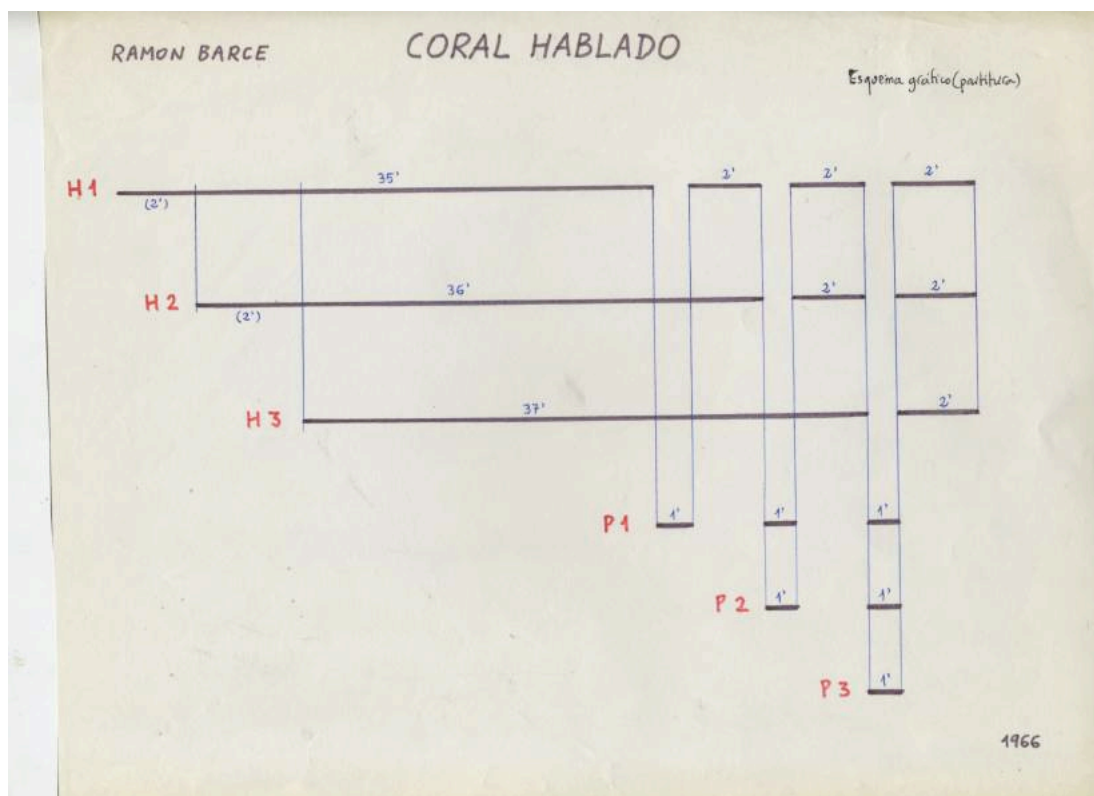 RAMON BARCE
CORAL HABLADO
Esquema gráfico (partitura)
H1
35'
2'
2'
2'
(2')
H2
36'
2'
2'
(2')
H3
37'
2'
P1
1'
1'
1'
P2
1'
1'
P3
1'
1966